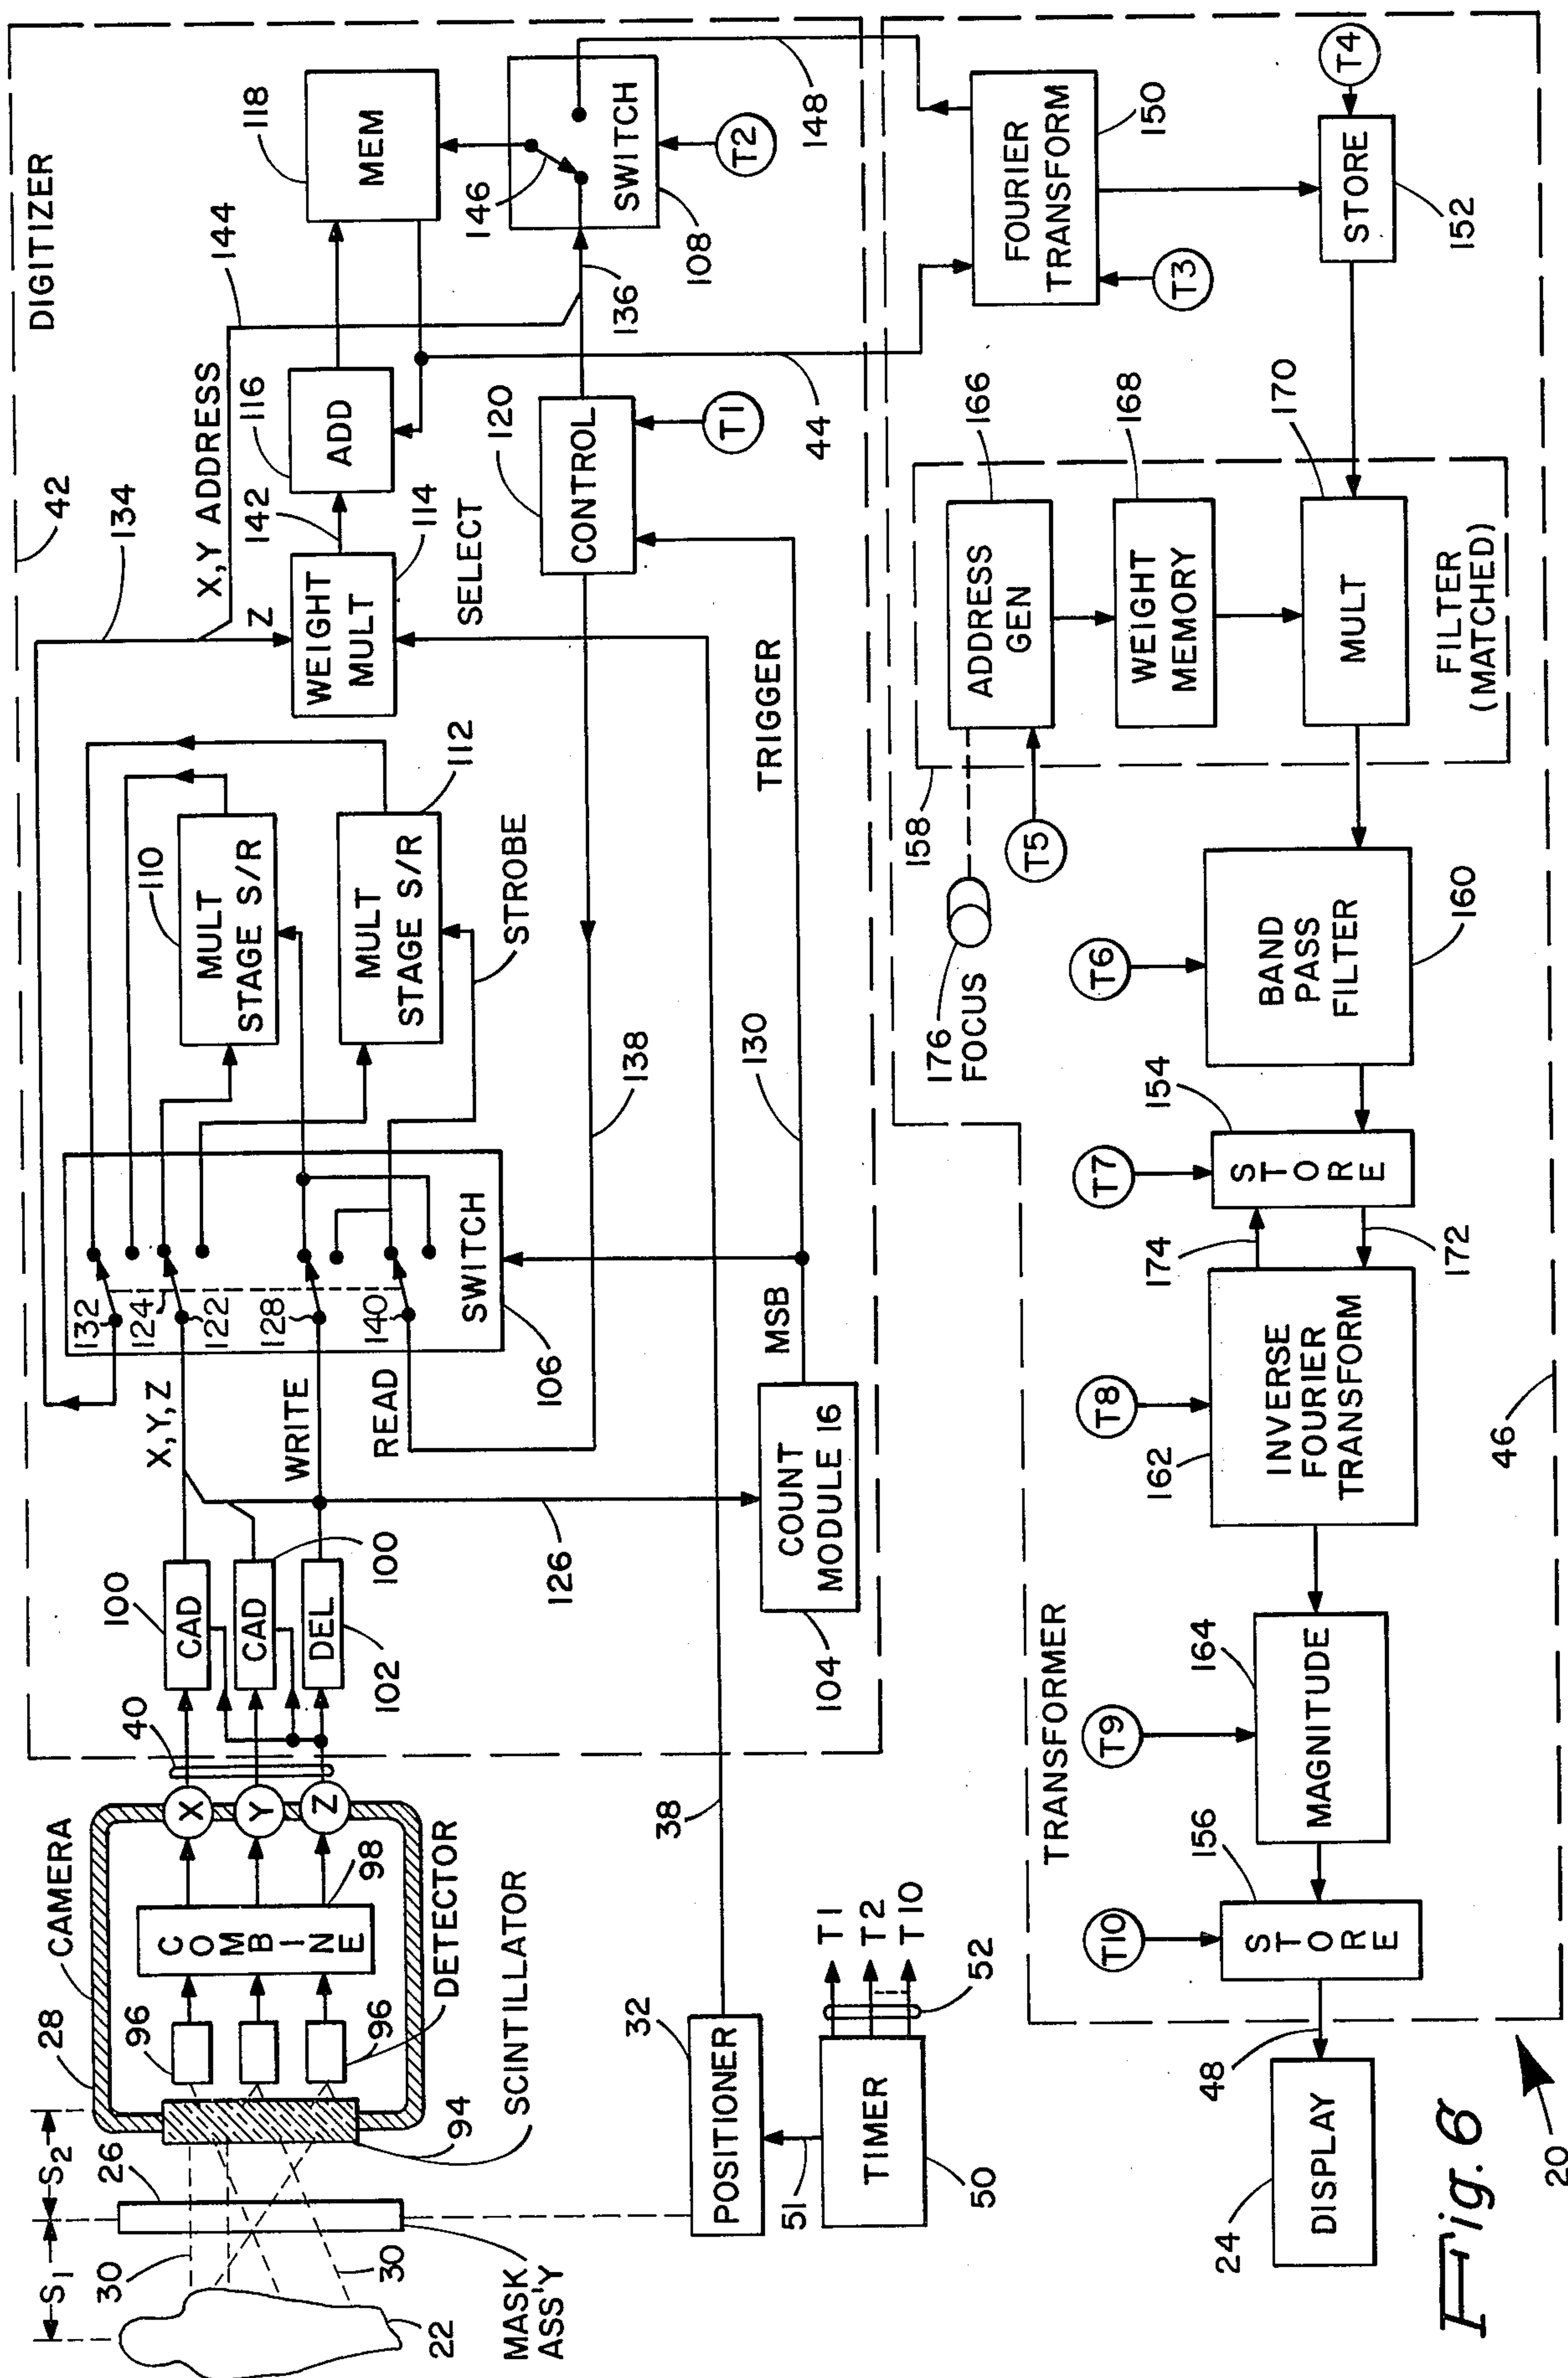 S1
S2
28
CAMERA
40
26
96
30
COMBINE
X
Y
Z
98
DETECTOR
SCINTILLATOR
94
96
30
22
MASK
ASS'Y
38
POSITIONER
32
51
TIMER
50
T1
T2
T10
52
DIGITIZER
42
100
CAD
CAD
100
DEL
102
126
COUNT
MODULE 16
104
MSB
X,Y,Z
WRITE
READ
132
124
122
128
140
SWITCH
106
110
MULT
STAGE S/R
MULT
STAGE S/R
112
STROBE
138
130
TRIGGER
134
X,Y ADDRESS
144
Z
WEIGHT
MULT
114
SELECT
142
116
ADD
118
MEM
120
CONTROL
T1
136
146
SWITCH
108
T2
148
44
TRANSFORMER
46
FOURIER
TRANSFORM
150
T3
T4
STORE
152
158
ADDRESS
GEN
166
WEIGHT
MEMORY
168
MULT
170
FILTER
(MATCHED)
T5
176
FOCUS
BAND
PASS
FILTER
160
T6
154
T7
STORE
174
172
INVERSE
FOURIER
TRANSFORM
162
T8
MAGNITUDE
164
T9
156
T10
STORE
48
DISPLAY
24
20
Fig. 6